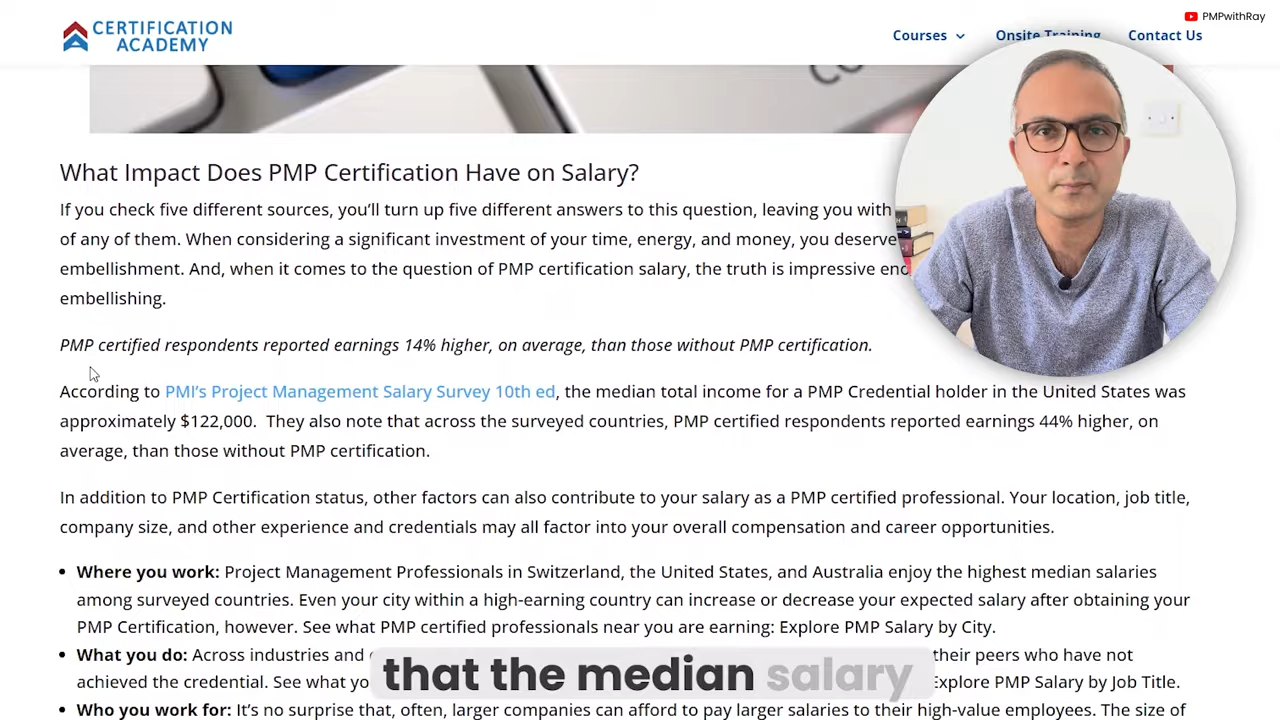 PMPwithRay
CERTIFICATION
ACADEMY
Courses
Onsite Training
Contact Us
CO
What Impact Does PMP Certification Have on Salary?
If you check five different sources, you’ll turn up five different answers to this question, leaving you with
of any of them. When considering a significant investment of your time, energy, and money, you deserve
embellishment. And, when it comes to the question of PMP certification salary, the truth is impressive
embellishing.
PMP certified respondents reported earnings 14% higher, on average, than those without PMP certification.
According to PMI’s Project Management Salary Survey 10th ed, the median total income for a PMP Credential holder in the United States was
approximately $122,000. They also note that across the surveyed countries, PMP certified respondents reported earnings 44% higher, on
average, than those without PMP certification.
In addition to PMP Certification status, other factors can also contribute to your salary as a PMP certified professional. Your location, job title,
company size, and other experience and credentials may all factor into your overall compensation and career opportunities.
• Where you work: Project Management Professionals in Switzerland, the United States, and Australia enjoy the highest median salaries
among surveyed countries. Even your city within a high-earning country can increase or decrease your expected salary after obtaining your
PMP Certification, however. See what PMP certified professionals near you are earning: Explore PMP Salary by City.
• What you do: Across industries and their peers who have not
achieved the credential. See what Explore PMP Salary by Job Title.
that the median salary
• Who you work for: It’s no surprise that, often, larger companies can afford to pay larger salaries to their high-value employees. The size of